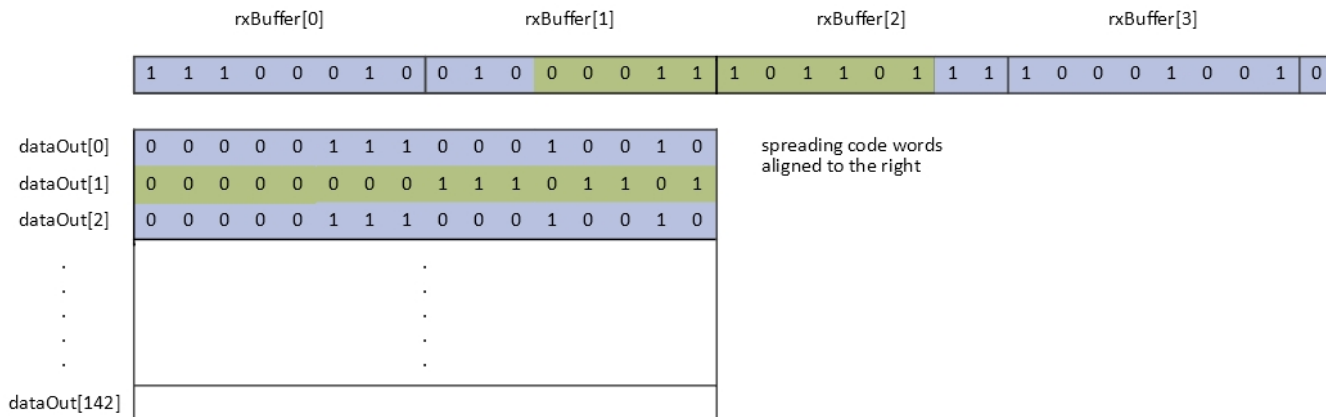 rxBuffer[0] rxBuffer[1] rxBuffer[2] rxBuffer[3]
1 1 1 0 0 0 1 0 0 1 0 0 0 0 1 1 1 0 1 1 0 1 1 1 1 0 0 0 1 0 0 1 0
dataOut[0] 0 0 0 0 0 1 1 1 0 0 0 1 0 0 1 0 spreading code words
aligned to the right
dataOut[1] 0 0 0 0 0 0 0 0 1 1 1 0 1 1 0 1
dataOut[2] 0 0 0 0 0 1 1 1 0 0 0 1 0 0 1 0
. .
. .
. .
. .
. .
dataOut[142]